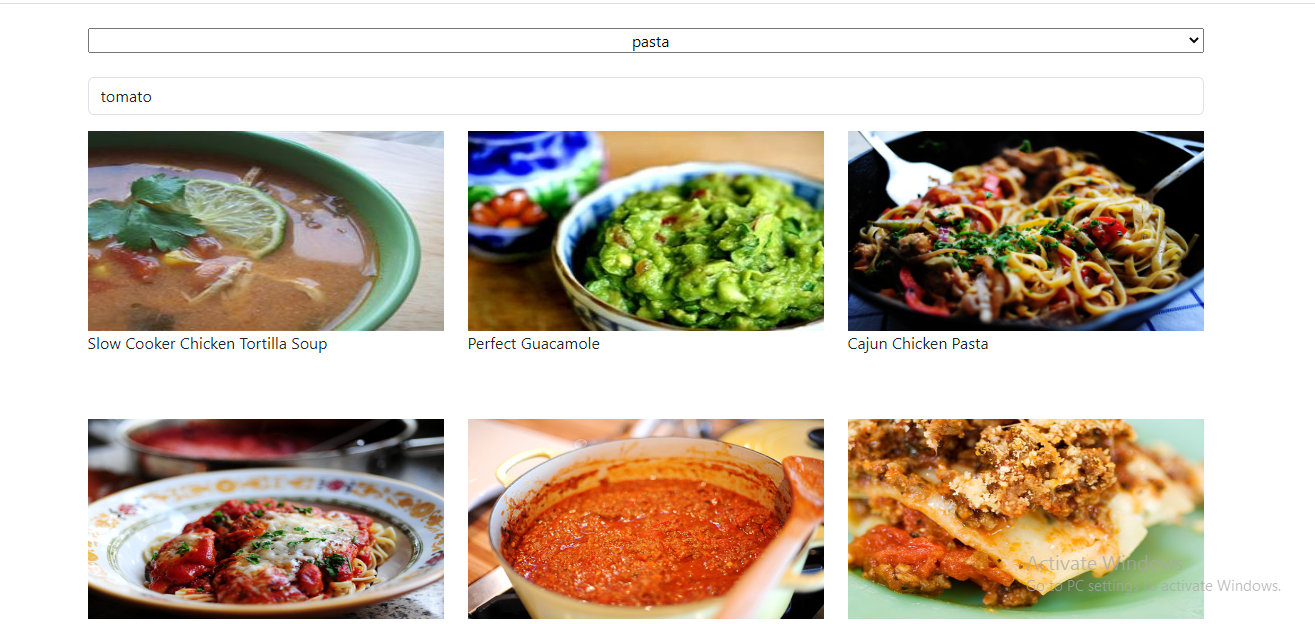 pasta
tomato
Slow Cooker Chicken Tortilla Soup
Perfect Guacamole
Cajun Chicken Pasta
Activate Windows
Go to PC settings to activate Windows.